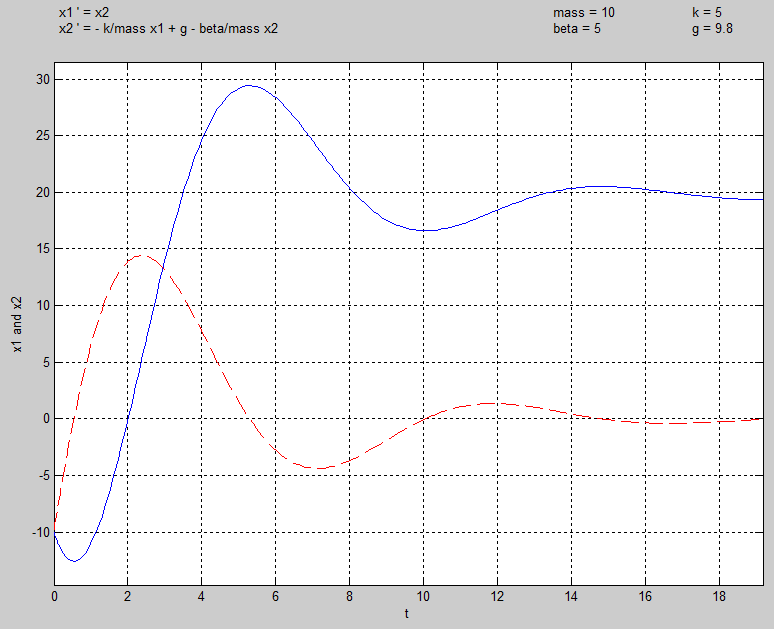 x1 ' = x2
x2 ' = - k/mass x1 + g - beta/mass x2
mass = 10
beta = 5
k = 5
g = 9.8
30
25
20
15
10
5
0
-5
-10
x1 and x2
0 2 4 6 8 10 12 14 16 18
t